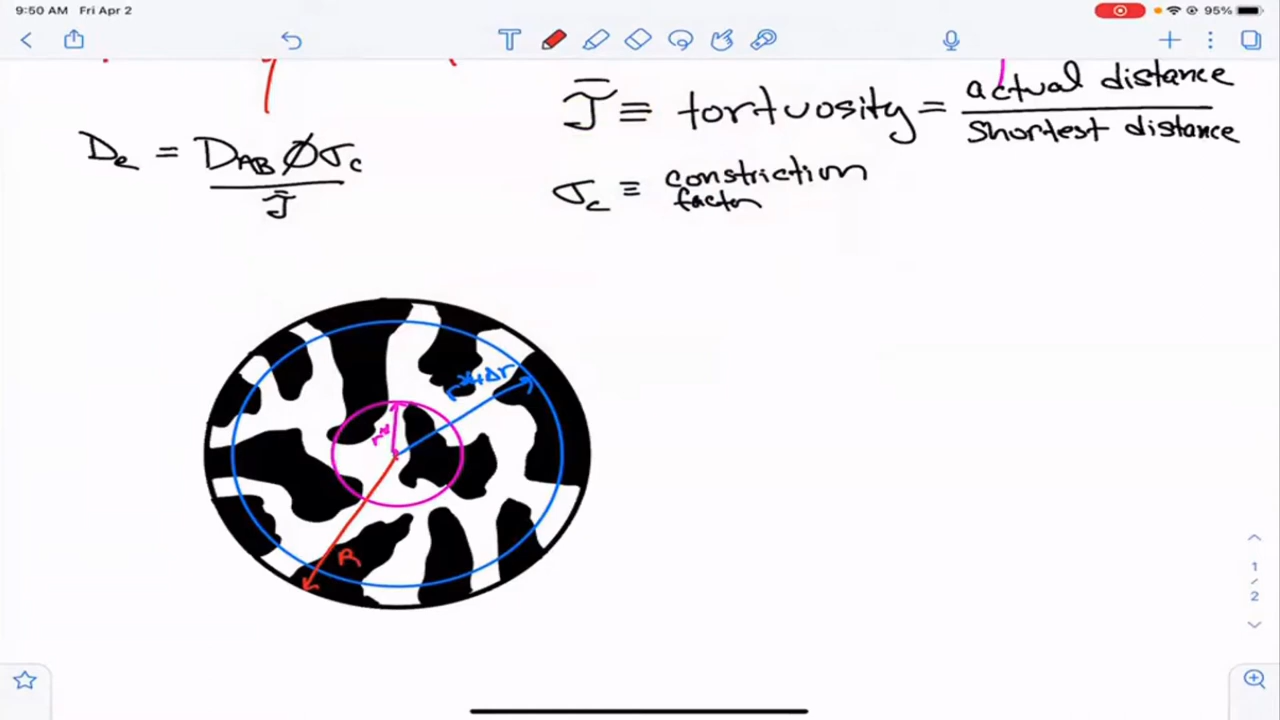 9:50 AM Fri Apr 2
95%
J̄ ≡ tortuosity = actual distance / shortest distance
De = DAB ∅ σc / J̄
σc ≡ constriction
factor
r*+Δr
r*
R
1
/
2